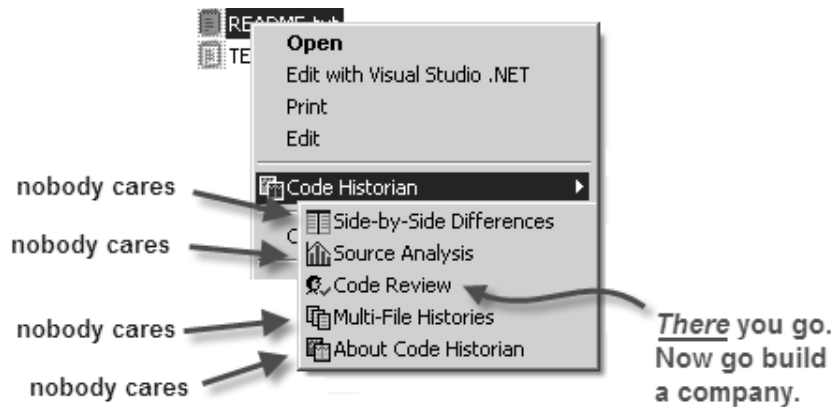 README.txt
TE
Open
Edit with Visual Studio .NET
Print
Edit
Code Historian
nobody cares
Side-by-Side Differences
nobody cares
Source Analysis
Code Review
nobody cares
Multi-File Histories
There you go.
About Code Historian
Now go build
nobody cares
a company.